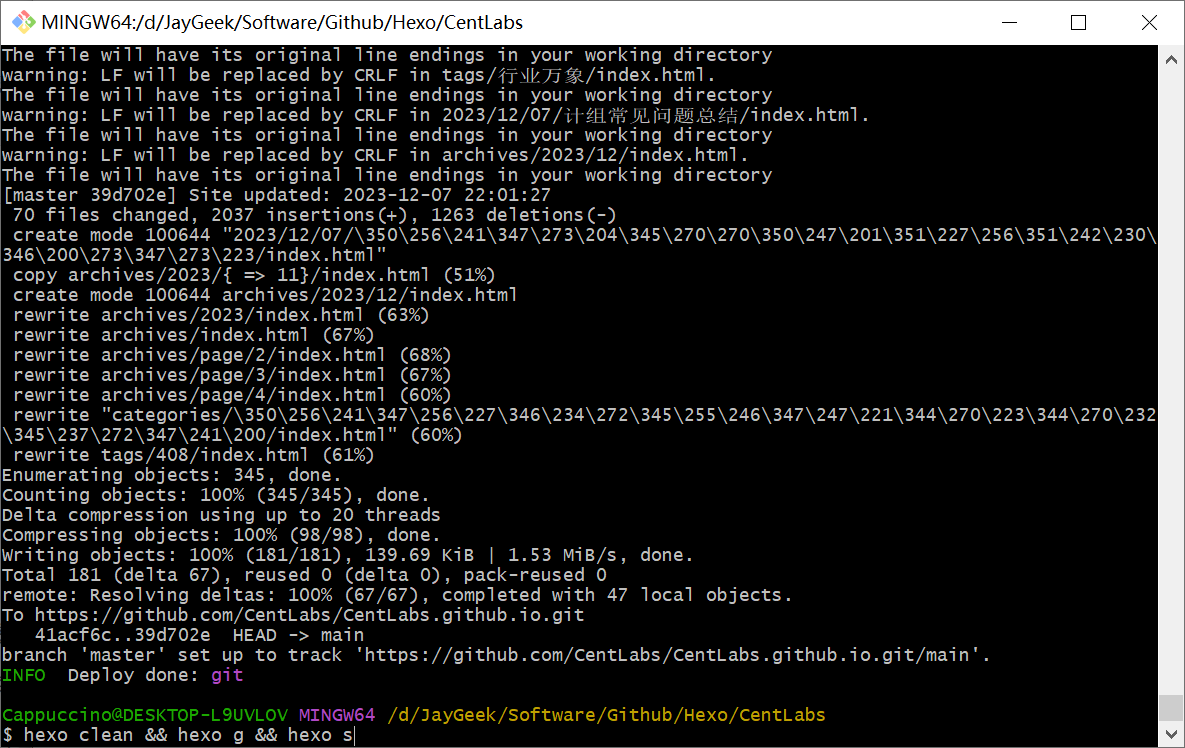 MINGW64:/d/JayGeek/Software/Github/Hexo/CentLabs
The file will have its original line endings in your working directory
warning: LF will be replaced by CRLF in tags/行业万象/index.html.
The file will have its original line endings in your working directory
warning: LF will be replaced by CRLF in 2023/12/07/计组常见问题总结/index.html.
The file will have its original line endings in your working directory
warning: LF will be replaced by CRLF in archives/2023/12/index.html.
The file will have its original line endings in your working directory
[master 39d702e] Site updated: 2023-12-07 22:01:27
 70 files changed, 2037 insertions(+), 1263 deletions(-)
 create mode 100644 "2023/12/07/\350\256\241\347\273\204\345\270\270\350\247\201\351\227\256\351\242\230\
346\200\273\347\273\223/index.html"
 copy archives/2023/{ => 11}/index.html (51%)
 create mode 100644 archives/2023/12/index.html
 rewrite archives/2023/index.html (63%)
 rewrite archives/index.html (67%)
 rewrite archives/page/2/index.html (68%)
 rewrite archives/page/3/index.html (67%)
 rewrite archives/page/4/index.html (60%)
 rewrite "categories/\350\256\241\347\256\227\346\234\272\345\255\246\347\247\221\344\270\223\344\270\232
\345\237\272\347\241\200/index.html" (60%)
 rewrite tags/408/index.html (61%)
Enumerating objects: 345, done.
Counting objects: 100% (345/345), done.
Delta compression using up to 20 threads
Compressing objects: 100% (98/98), done.
Writing objects: 100% (181/181), 139.69 KiB | 1.53 MiB/s, done.
Total 181 (delta 67), reused 0 (delta 0), pack-reused 0
remote: Resolving deltas: 100% (67/67), completed with 47 local objects.
To https://github.com/CentLabs/CentLabs.github.io.git
   41acf6c..39d702e  HEAD -> main
branch 'master' set up to track 'https://github.com/CentLabs/CentLabs.github.io.git/main'.
INFO  Deploy done: git
Cappuccino@DESKTOP-L9UVLOV MINGW64 /d/JayGeek/Software/Github/Hexo/CentLabs
$ hexo clean && hexo g && hexo s